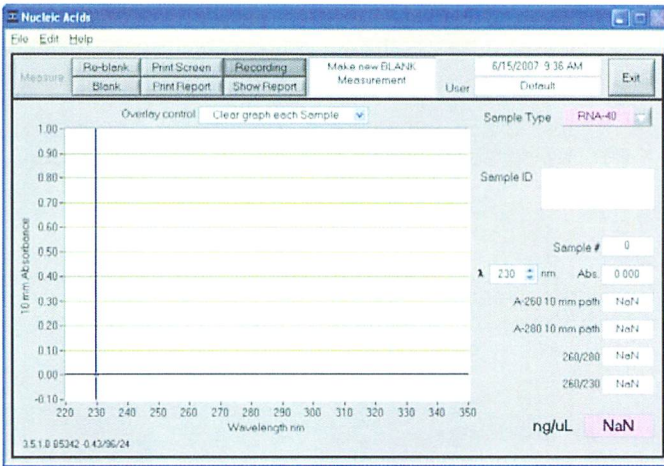 Nucleic Acids
File Edit Help
Measure Re-blank Print Screen Recording Make new BLANK Measurement 6/15/2007 9:36 AM Exit
Blank Print Report Show Report User Default
Overlay control Clear graph each Sample Sample Type RNA-40
Sample ID
Sample # 0
λ 230 nm Abs. 0.000
A-260 10 mm path NaN
A-280 10 mm path NaN
260/280 NaN
260/230 NaN
ng/uL NaN
10 mm Absorbance
1.00
0.90
0.80
0.70
0.60
0.50
0.40
0.30
0.20
0.10
0.00
-0.10
220 230 240 250 260 270 280 290 300 310 320 330 340 350
Wavelength nm